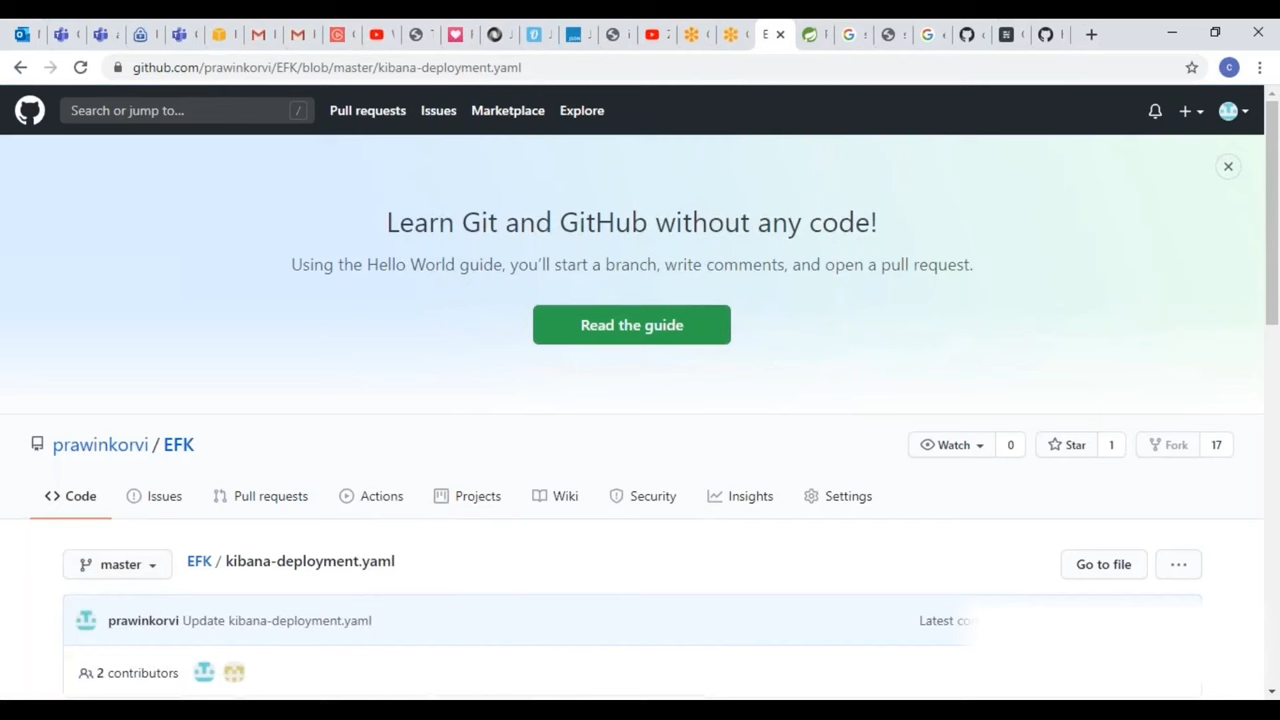 github.com/prawinkorvi/EFK/blob/master/kibana-deployment.yaml
Search or jump to... /
Pull requests Issues Marketplace Explore
Learn Git and GitHub without any code!
Using the Hello World guide, you'll start a branch, write comments, and open a pull request.
Read the guide
prawinkorvi / EFK
Watch 0 Star 1 Fork 17
Code Issues Pull requests Actions Projects Wiki Security Insights Settings
master EFK / kibana-deployment.yaml Go to file ...
prawinkorvi Update kibana-deployment.yaml Latest
2 contributors